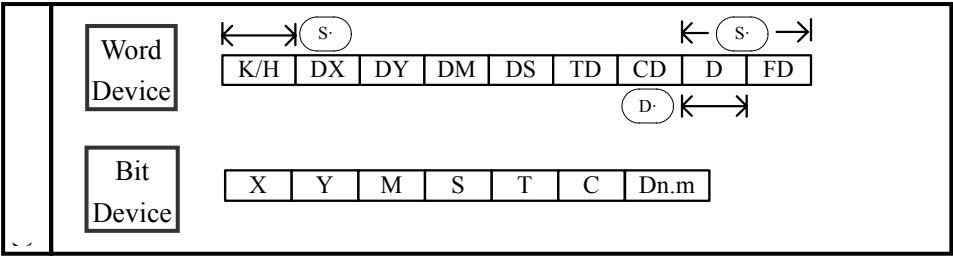 Word
Device
S· S·
K/H DX DY DM DS TD CD D FD
D·
Bit
Device
X Y M S T C Dn.m